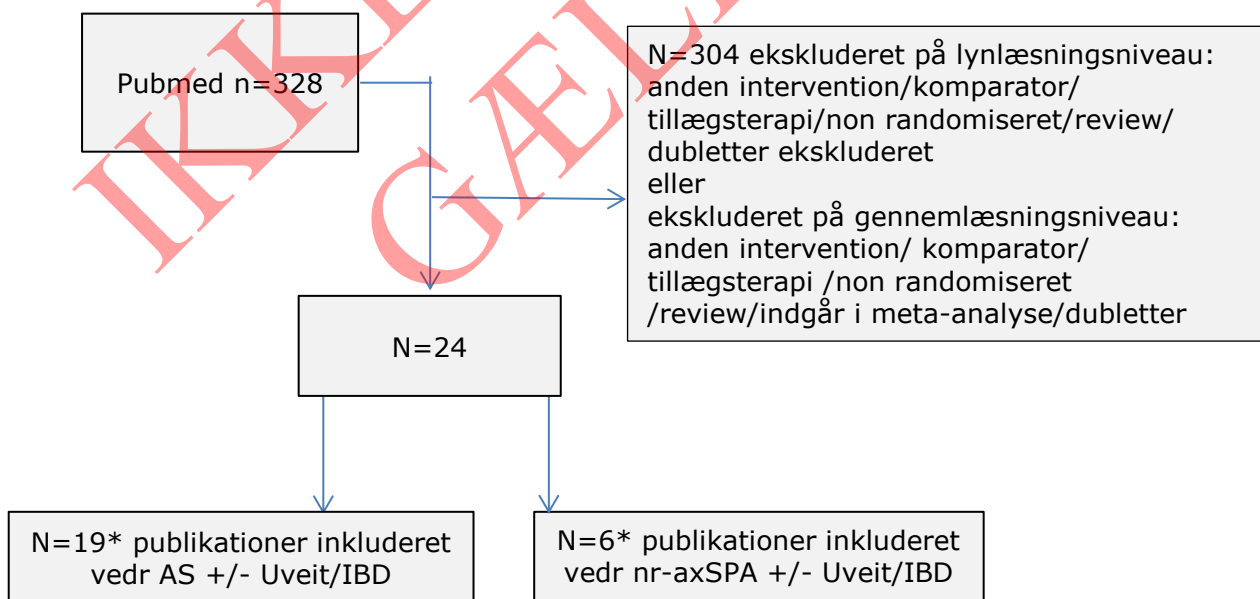 Pubmed n=328
N=304 ekskluderet på lynlæsningsniveau:
anden intervention/komparator/
tillægsterapi/non randomiseret/review/
dubletter ekskluderet
eller
ekskluderet på gennemlæsningsniveau:
anden intervention/ komparator/
tillægsterapi /non randomiseret
/review/indgår i meta-analyse/dubletter
N=24
N=19* publikationer inkluderet
vedr AS +/- Uveit/IBD
N=6* publikationer inkluderet
vedr nr-axSPA +/- Uveit/IBD